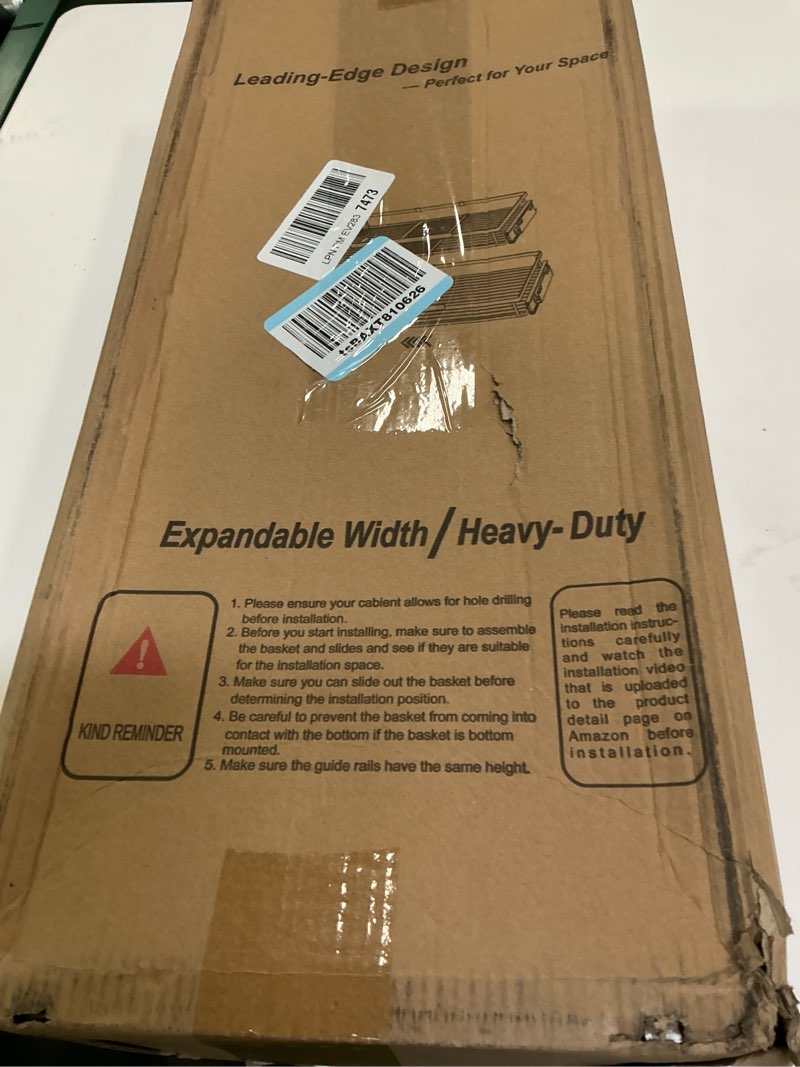 Leading-Edge Design
— Perfect for Your Space
7473
Expandable Width/Heavy-Duty
KIND REMINDER
1. Please ensure your cabient allows for hole drilling
before installation.
2. Before you start installing, make sure to assemble
the basket and slides and see if they are suitable
for the installation space.
3. Make sure you can slide out the basket before
determining the installation position.
4. Be careful to prevent the basket from coming into
contact with the bottom if the basket is bottom
mounted.
5. Make sure the guide rails have the same height.
Please read the
installation instruc-
tions carefully
and watch the
installation video
that is uploaded
to the product
detail page on
Amazon before
installation.